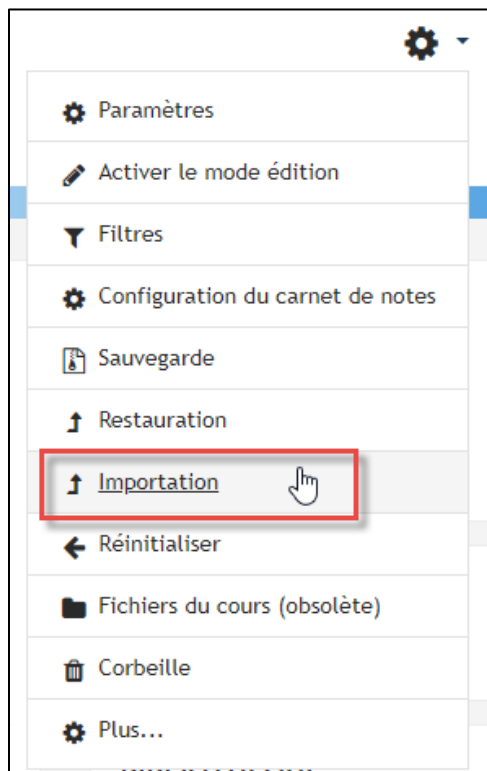 Paramètres
Activer le mode édition
Filtres
Configuration du carnet de notes
Sauvegarde
Restauration
Importation
Réinitialiser
Fichiers du cours (obsolète)
Corbeille
Plus...